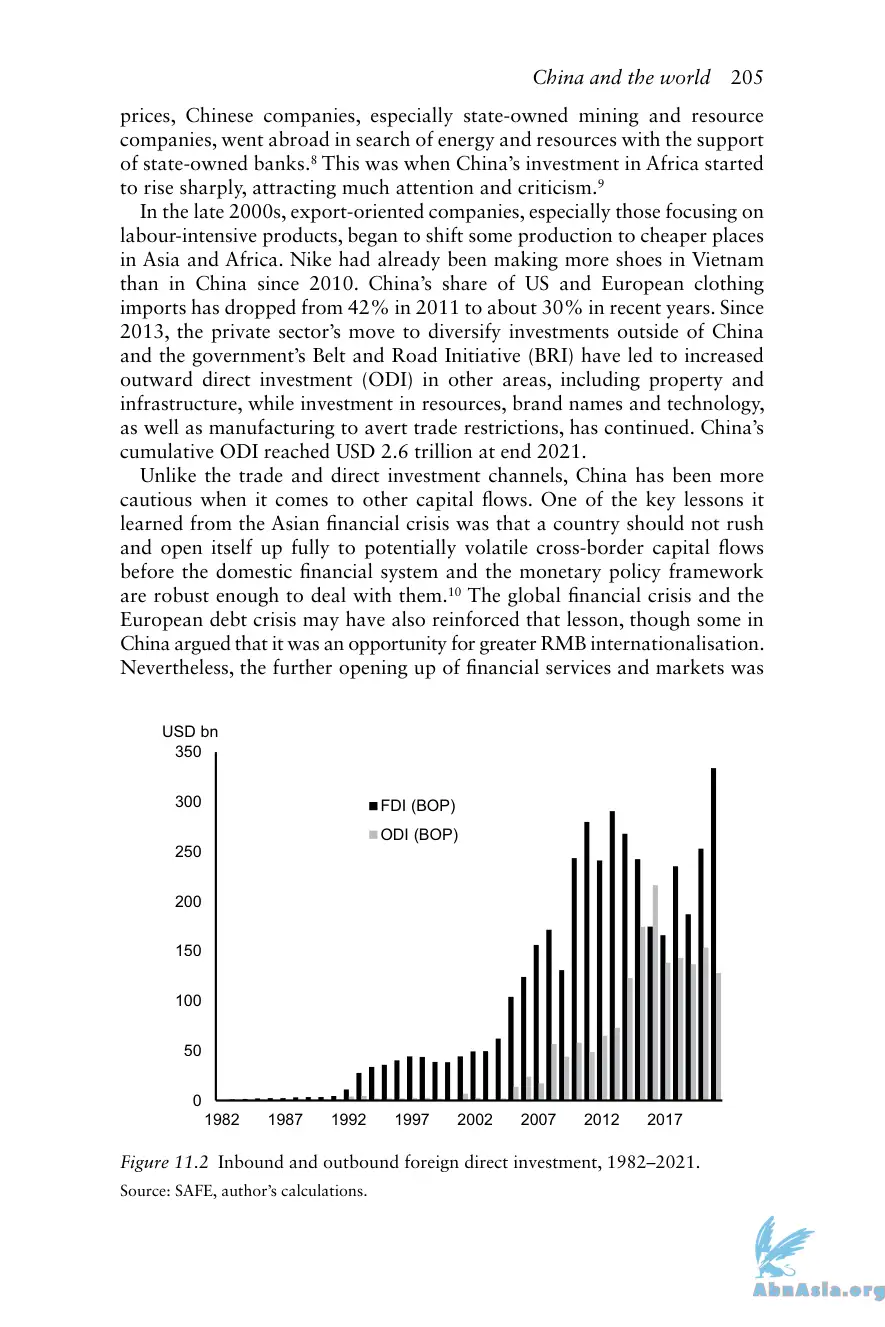 China and the world 205
prices, Chinese companies, especially state-owned mining and resource
companies, went abroad in search of energy and resources with the support
of state-owned banks.⁸ This was when China’s investment in Africa started
to rise sharply, attracting much attention and criticism.⁹
In the late 2000s, export-oriented companies, especially those focusing on
labour-intensive products, began to shift some production to cheaper places
in Asia and Africa. Nike had already been making more shoes in Vietnam
than in China since 2010. China’s share of US and European clothing
imports has dropped from 42% in 2011 to about 30% in recent years. Since
2013, the private sector’s move to diversify investments outside of China
and the government’s Belt and Road Initiative (BRI) have led to increased
outward direct investment (ODI) in other areas, including property and
infrastructure, while investment in resources, brand names and technology,
as well as manufacturing to avert trade restrictions, has continued. China’s
cumulative ODI reached USD 2.6 trillion at end 2021.
Unlike the trade and direct investment channels, China has been more
cautious when it comes to other capital flows. One of the key lessons it
learned from the Asian financial crisis was that a country should not rush
and open itself up fully to potentially volatile cross-border capital flows
before the domestic financial system and the monetary policy framework
are robust enough to deal with them.¹⁰ The global financial crisis and the
European debt crisis may have also reinforced that lesson, though some in
China argued that it was an opportunity for greater RMB internationalisation.
Nevertheless, the further opening up of financial services and markets was
USD bn
350
300
FDI (BOP)
ODI (BOP)
250
200
150
100
50
0
1982 1987 1992 1997 2002 2007 2012 2017
Figure 11.2 Inbound and outbound foreign direct investment, 1982–2021.
Source: SAFE, author’s calculations.
AbnAsia.org